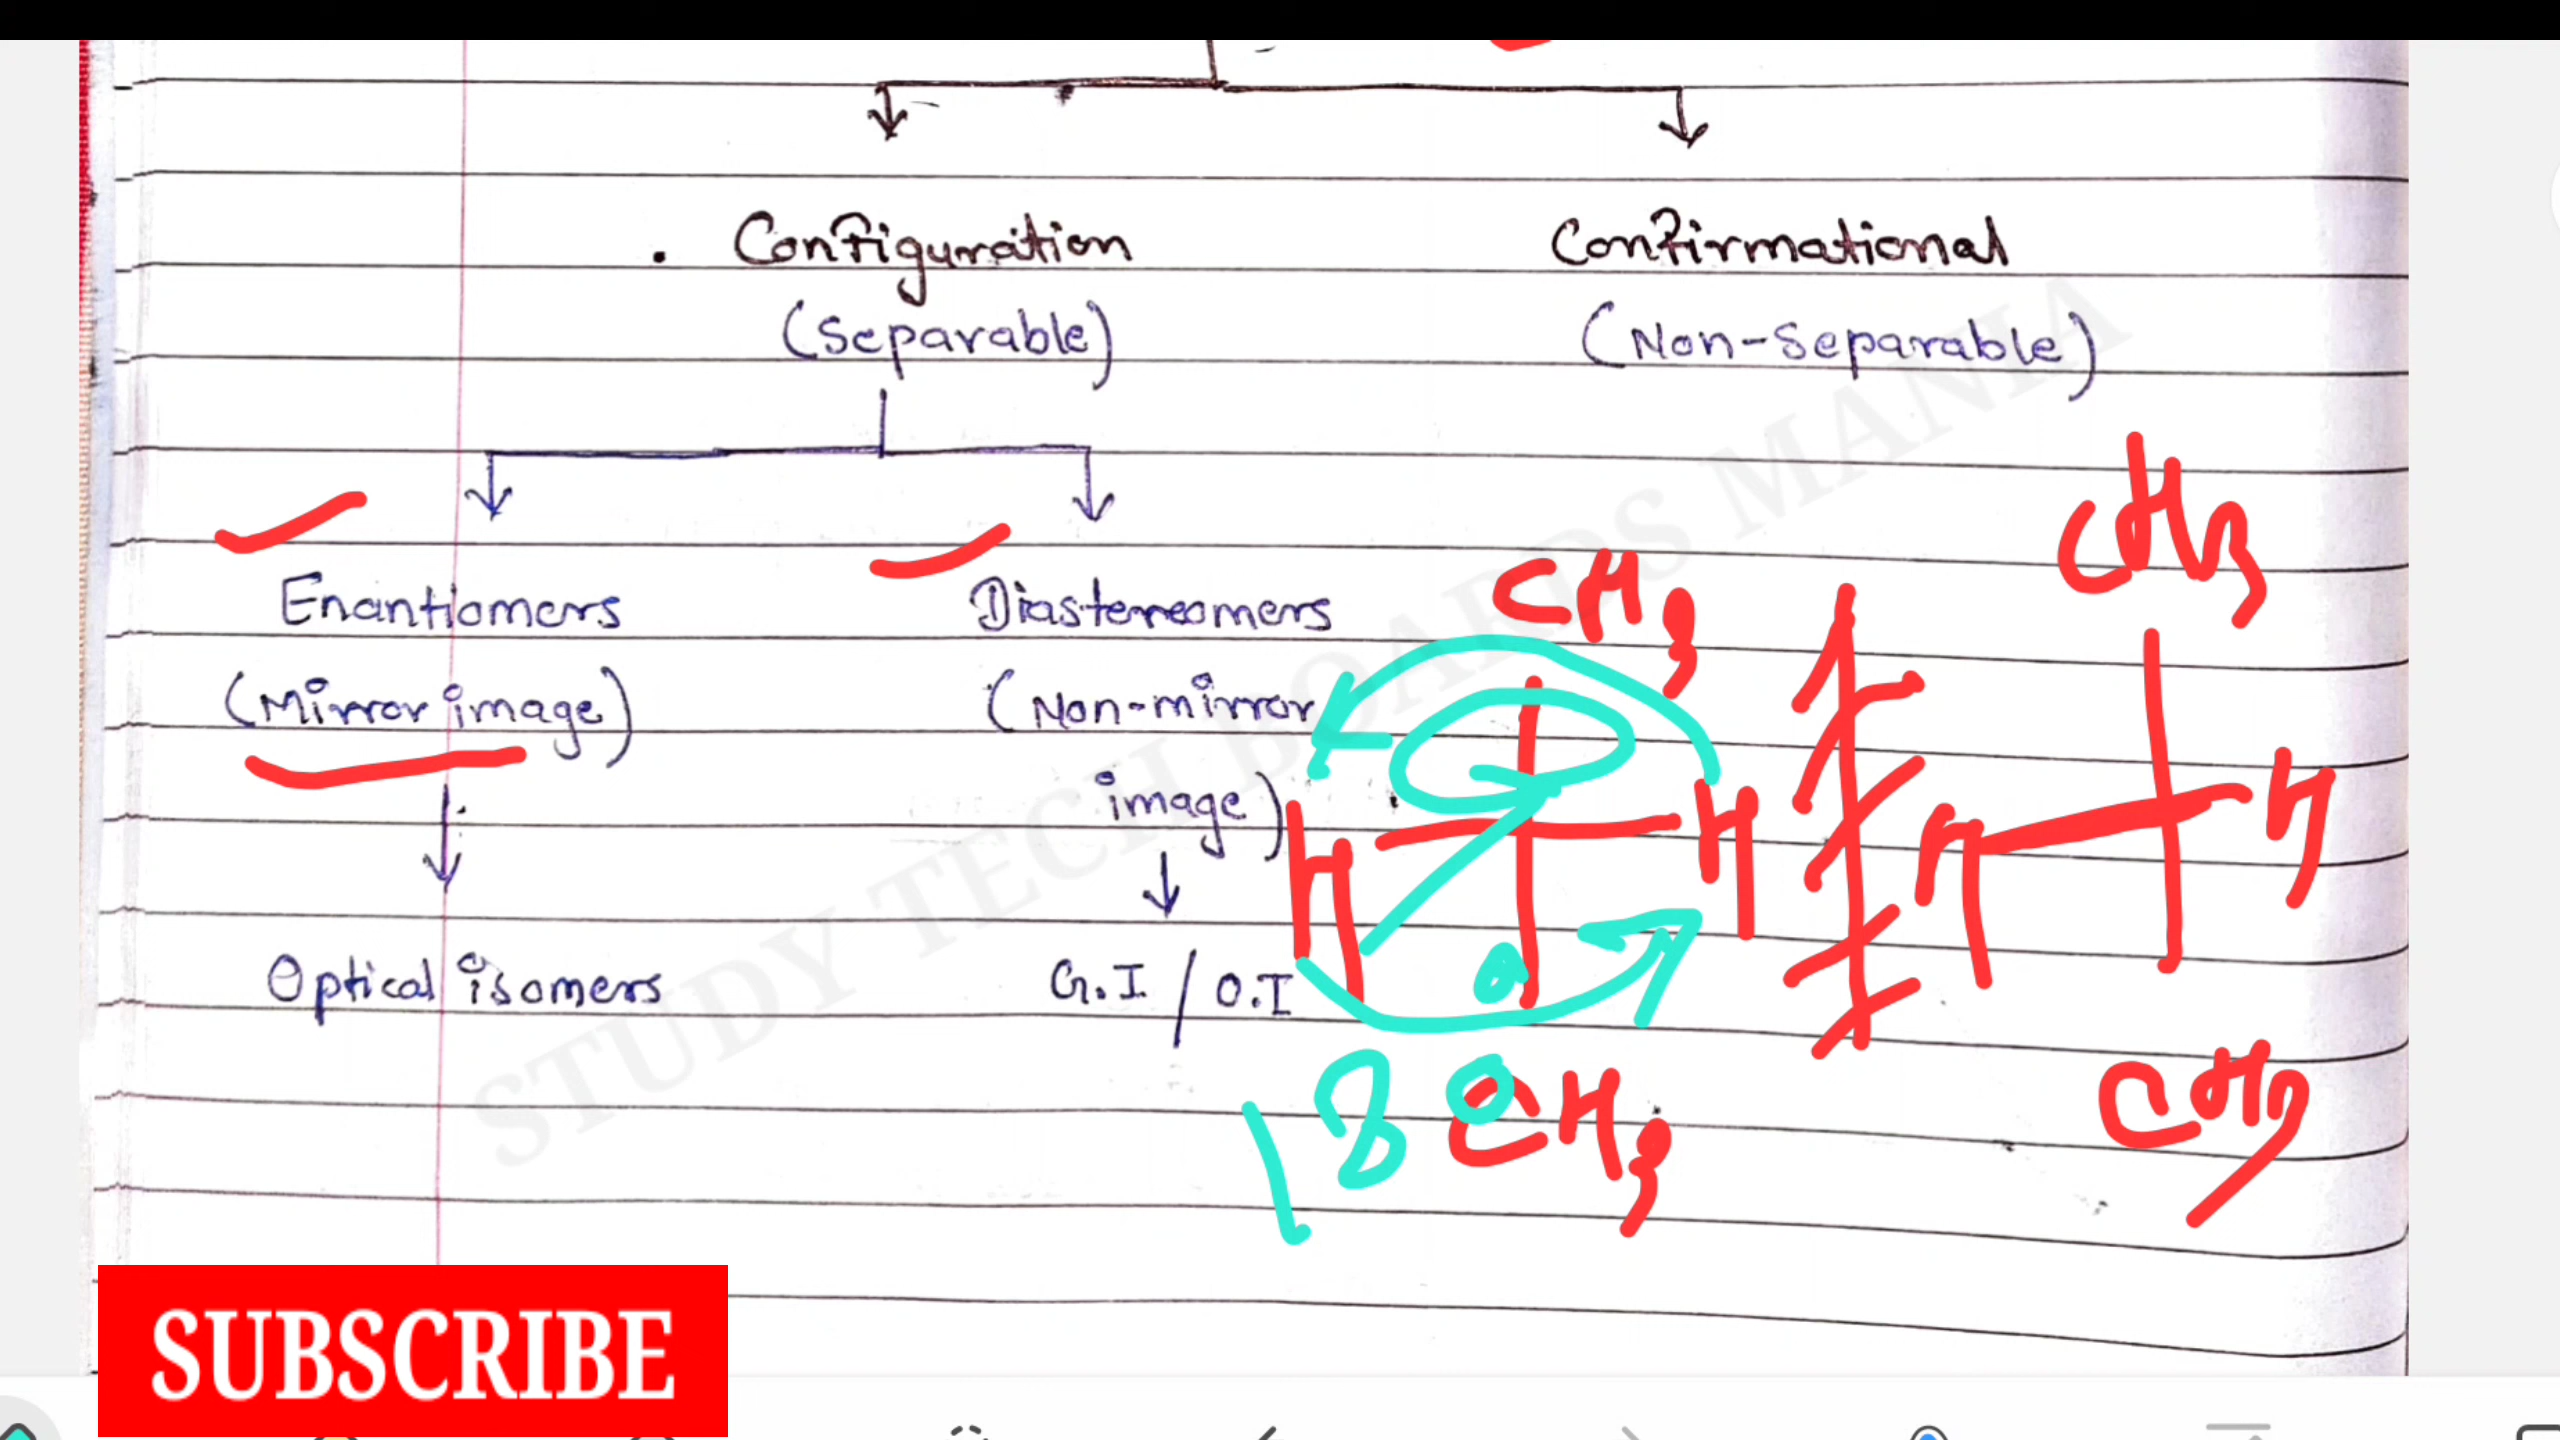 . Configuration Confirmational
(Separable) (Non-Separable)
Enantiomers Diastereomers
(Mirror image) (Non-mirror
image)
Optical isomers G.I / O.I
CH3 CH3
H H H H
CH3 CH3
180
STUDY TECH BOARDS MANIA
SUBSCRIBE